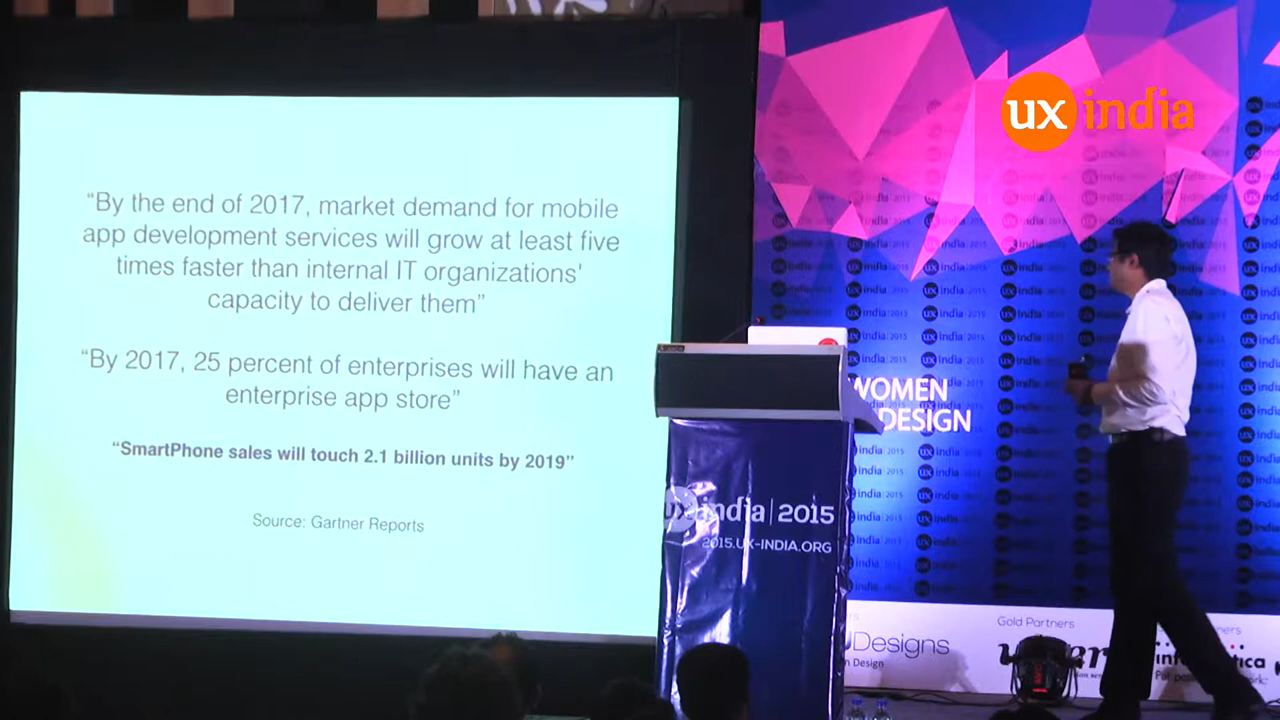 “By the end of 2017, market demand for mobile
app development services will grow at least five
times faster than internal IT organizations'
capacity to deliver them”
“By 2017, 25 percent of enterprises will have an
enterprise app store”
“SmartPhone sales will touch 2.1 billion units by 2019”
Source: Gartner Reports
ux india
WOMEN
DESIGN
ux india | 2015
2015.UX-INDIA.ORG
Designs
Design
Gold Partners